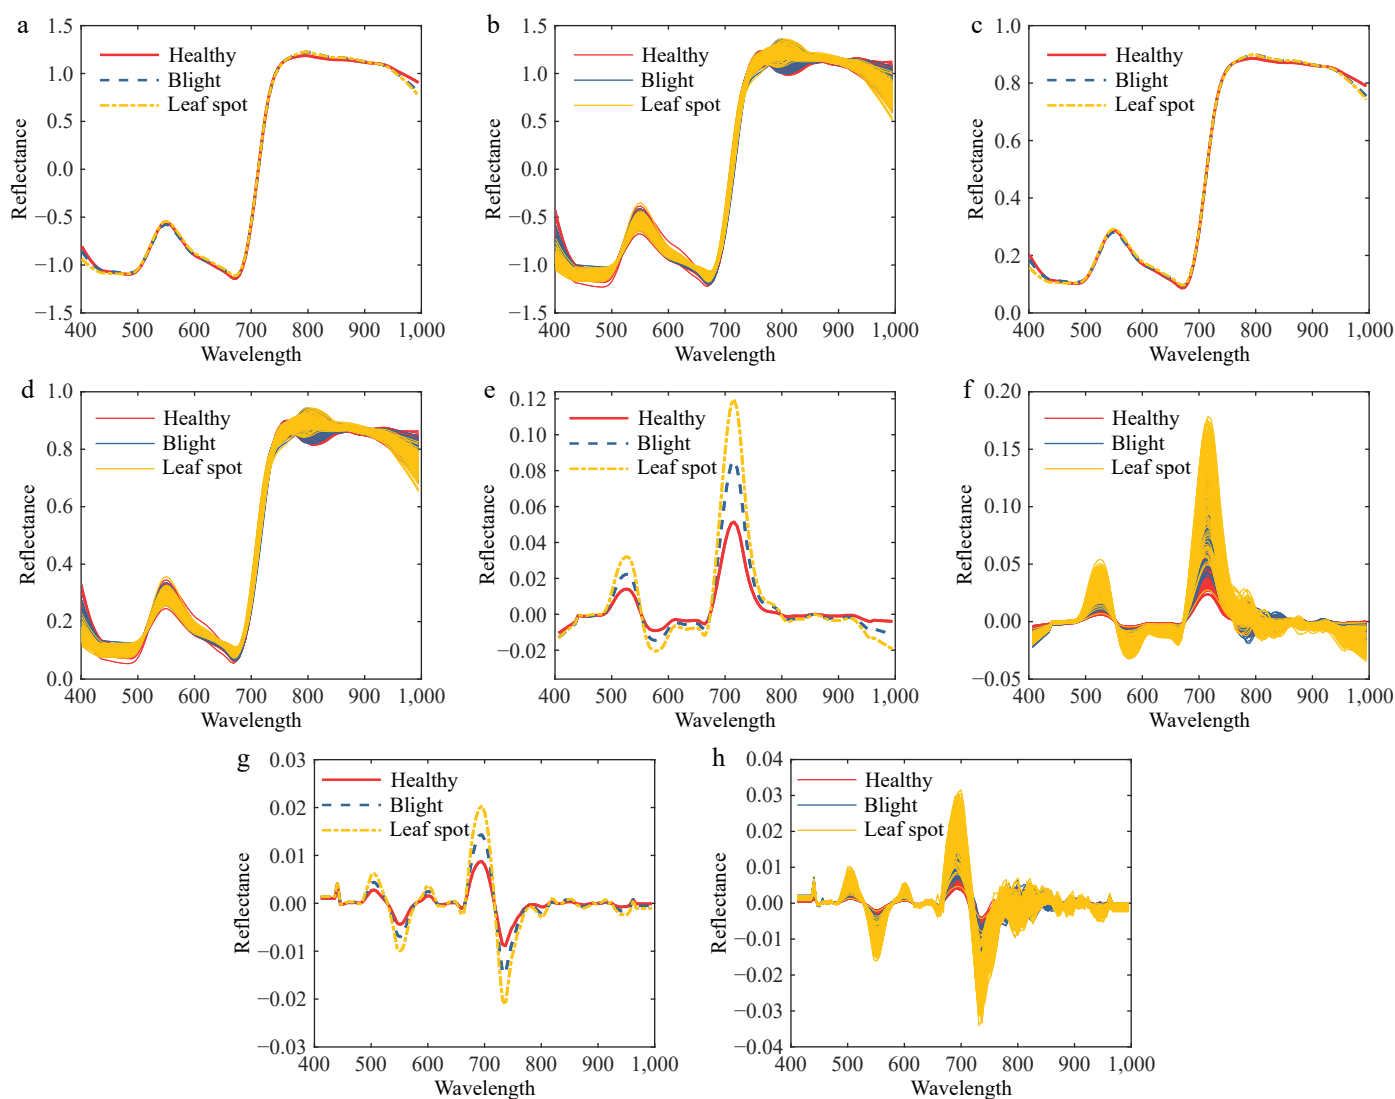 a
1.5
1.0
1.5
0.0
−0.5
−1.0
−1.5
Reflectance
Healthy
Blight
Leaf spot
400 500 600 700 800 900 1,000
Wavelength
b
1.5
1.0
1.5
0.0
−0.5
−1.0
−1.5
Reflectance
Healthy
Blight
Leaf spot
400 500 600 700 800 900 1,000
Wavelength
c
1.0
0.8
0.6
0.4
0.2
0.0
Reflectance
Healthy
Blight
Leaf spot
400 500 600 700 800 900 1,000
Wavelength
d
1.0
0.8
0.6
0.4
0.2
0.0
Reflectance
Healthy
Blight
Leaf spot
400 500 600 700 800 900 1,000
Wavelength
e
0.12
0.10
0.08
0.06
0.04
0.02
0.00
−0.02
Reflectance
Healthy
Blight
Leaf spot
400 500 600 700 800 900 1,000
Wavelength
f
0.20
0.15
0.10
0.05
0.00
−0.05
Reflectance
Healthy
Blight
Leaf spot
400 500 600 700 800 900 1,000
Wavelength
g
0.03
0.02
0.01
0.00
−0.01
−0.02
−0.03
Reflectance
Healthy
Blight
Leaf spot
400 500 600 700 800 900 1,000
Wavelength
h
0.04
0.03
0.02
0.01
0.00
−0.01
−0.02
−0.03
−0.04
Reflectance
Healthy
Blight
Leaf spot
400 500 600 700 800 900 1,000
Wavelength